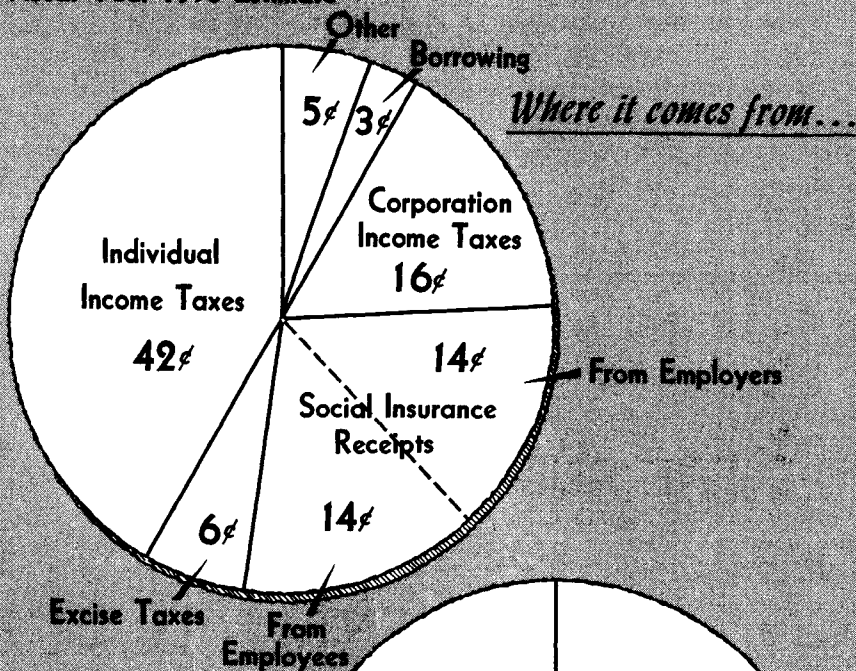 Other
Borrowing
Where it comes from...
5¢
3¢
Corporation
Income Taxes
16¢
Individual
Income Taxes
42¢
14¢
From Employers
Social Insurance
Receipts
14¢
6¢
Excise Taxes
From
Employees